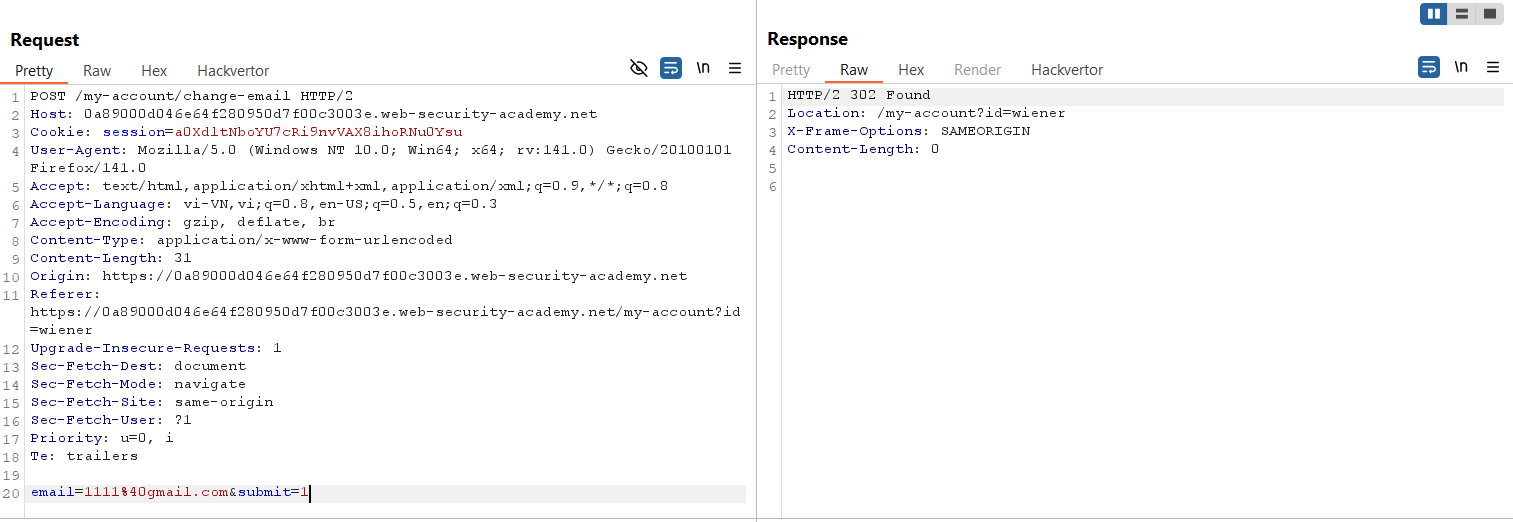 Request
Pretty Raw Hex Hackvertor \n
1 POST /my-account/change-email HTTP/2
2 Host: 0a89000d046e64f280950d7f00c3003e.web-security-academy.net
3 Cookie: session=a0XdltNboYU7cRi9nvVAX8ihoRNu0Ysu
4 User-Agent: Mozilla/5.0 (Windows NT 10.0; Win64; x64; rv:141.0) Gecko/20100101
Firefox/141.0
5 Accept: text/html,application/xhtml+xml,application/xml;q=0.9,*/*;q=0.8
6 Accept-Language: vi-VN,vi;q=0.8,en-US;q=0.5,en;q=0.3
7 Accept-Encoding: gzip, deflate, br
8 Content-Type: application/x-www-form-urlencoded
9 Content-Length: 31
10 Origin: https://0a89000d046e64f280950d7f00c3003e.web-security-academy.net
11 Referer:
https://0a89000d046e64f280950d7f00c3003e.web-security-academy.net/my-account?id
=wiener
12 Upgrade-Insecure-Requests: 1
13 Sec-Fetch-Dest: document
14 Sec-Fetch-Mode: navigate
15 Sec-Fetch-Site: same-origin
16 Sec-Fetch-User: ?1
17 Priority: u=0, i
18 Te: trailers
19
20 email=1111%40gmail.com&submit=1
Response
Pretty Raw Hex Render Hackvertor \n
1 HTTP/2 302 Found
2 Location: /my-account?id=wiener
3 X-Frame-Options: SAMEORIGIN
4 Content-Length: 0
5
6